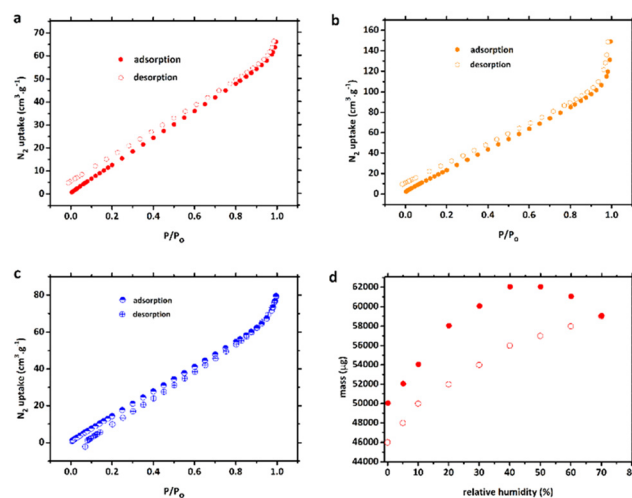 a
adsorption
desorption
N₂ uptake (cm³·g⁻¹)
70
60
50
40
30
20
10
0
0.0 0.2 0.4 0.6 0.8 1.0
P/P₀
b
adsorption
desorption
N₂ uptake (cm³·g⁻¹)
160
140
120
100
80
60
40
20
0
0.0 0.2 0.4 0.6 0.8 1.0
P/P₀
c
adsorption
desorption
N₂ uptake (cm³·g⁻¹)
80
60
40
20
0
0.0 0.2 0.4 0.6 0.8 1.0
P/P₀
d
mass (μg)
62000
60000
58000
56000
54000
52000
50000
48000
46000
44000
0 10 20 30 40 50 60 70 80
relative humidity (%)